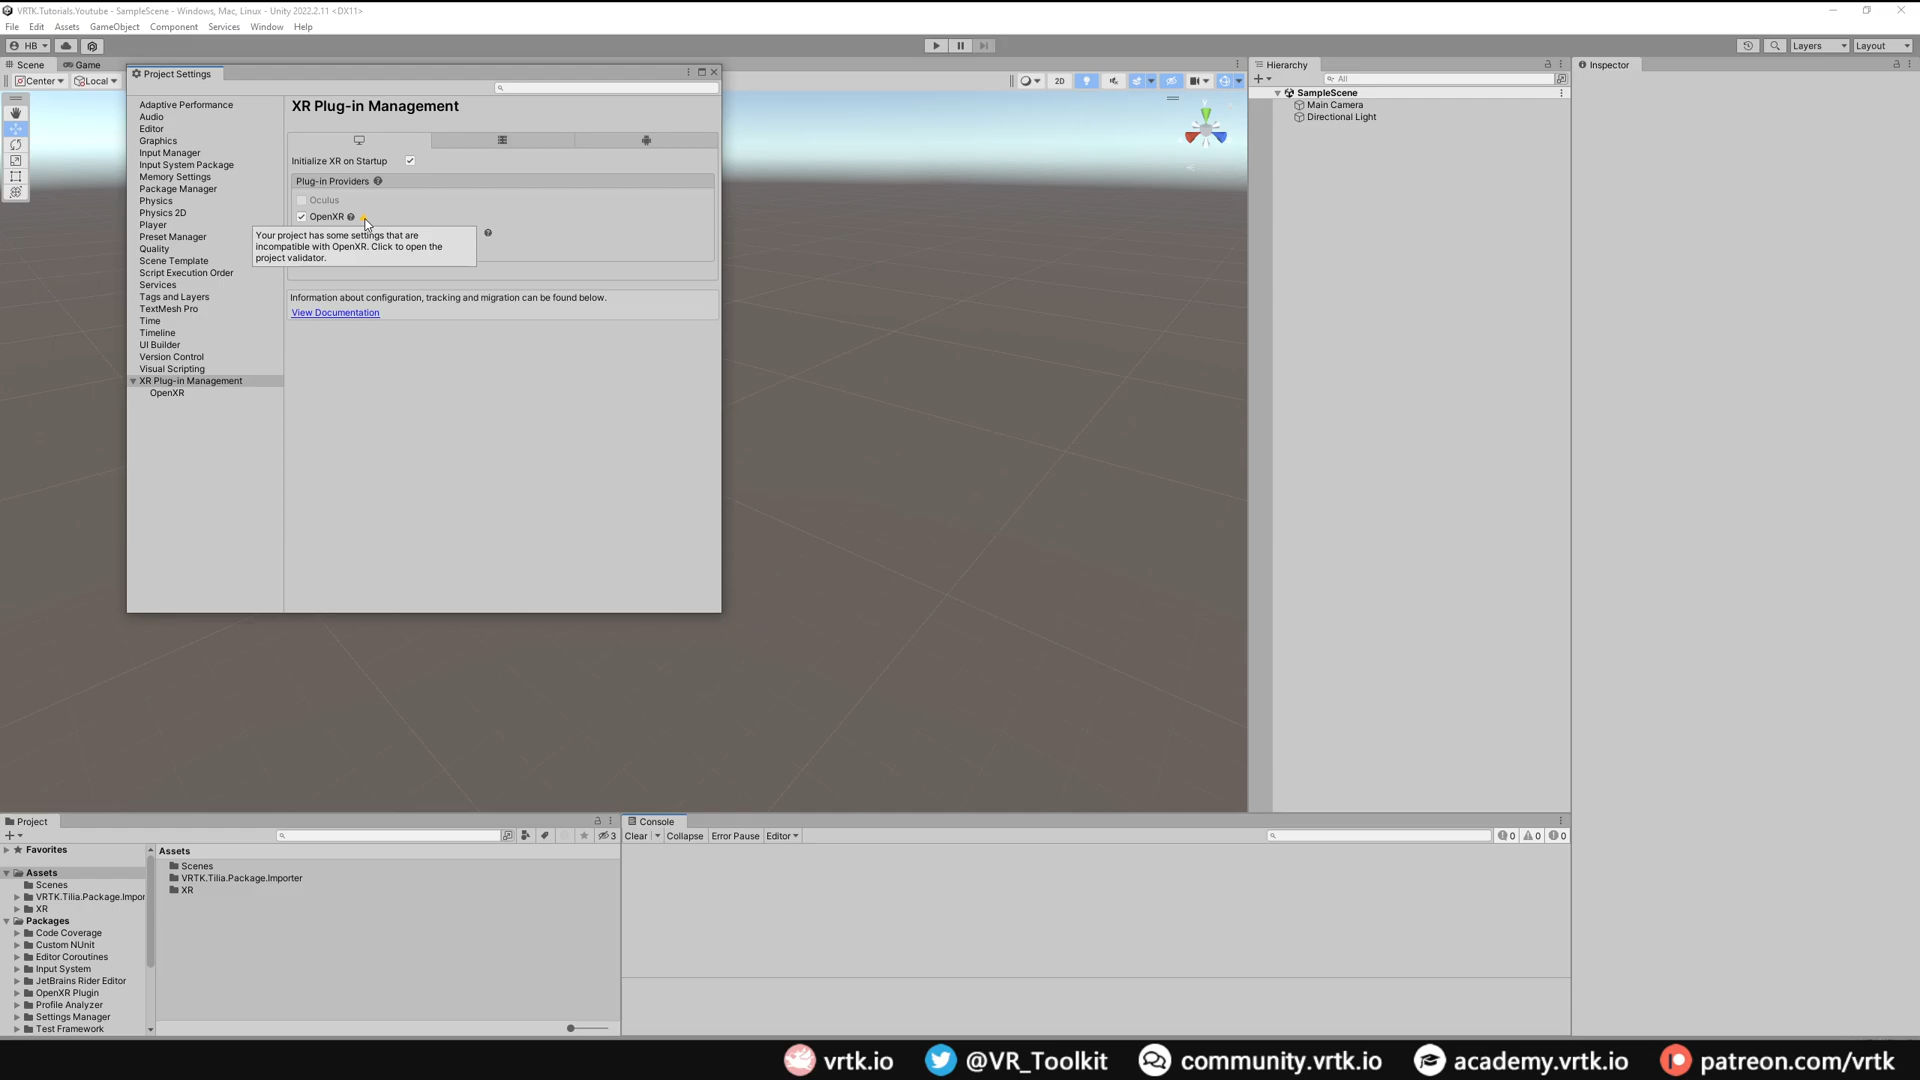 VRTK.Tutorials.Youtube - SampleScene - Windows, Mac, Linux - Unity 2022.2.11 <DX11>
File Edit Assets GameObject Component Services Window Help
HB Layers Layout
Scene Game
Center Local 2D
Project Settings
Adaptive Performance
Audio
Editor
Graphics
Input Manager
Input System Package
Memory Settings
Package Manager
Physics
Physics 2D
Player
Preset Manager
Quality
Scene Template
Script Execution Order
Services
Tags and Layers
TextMesh Pro
Time
Timeline
UI Builder
Version Control
Visual Scripting
XR Plug-in Management
OpenXR
XR Plug-in Management
Initialize XR on Startup
Plug-in Providers
Oculus
OpenXR
Your project has some settings that are
incompatible with OpenXR. Click to open the
project validator.
Information about configuration, tracking and migration can be found below.
View Documentation
Hierarchy
All
SampleScene
Main Camera
Directional Light
Inspector
Project
Favorites
Assets
Scenes
VRTK.Tilia.Package.Impor
XR
Packages
Code Coverage
Custom NUnit
Editor Coroutines
Input System
JetBrains Rider Editor
OpenXR Plugin
Profile Analyzer
Settings Manager
Test Framework
3
Assets
Scenes
VRTK.Tilia.Package.Importer
XR
Console
Clear Collapse Error Pause Editor 0 0 0
vrtk.io @VR_Toolkit community.vrtk.io academy.vrtk.io patreon.com/vrtk